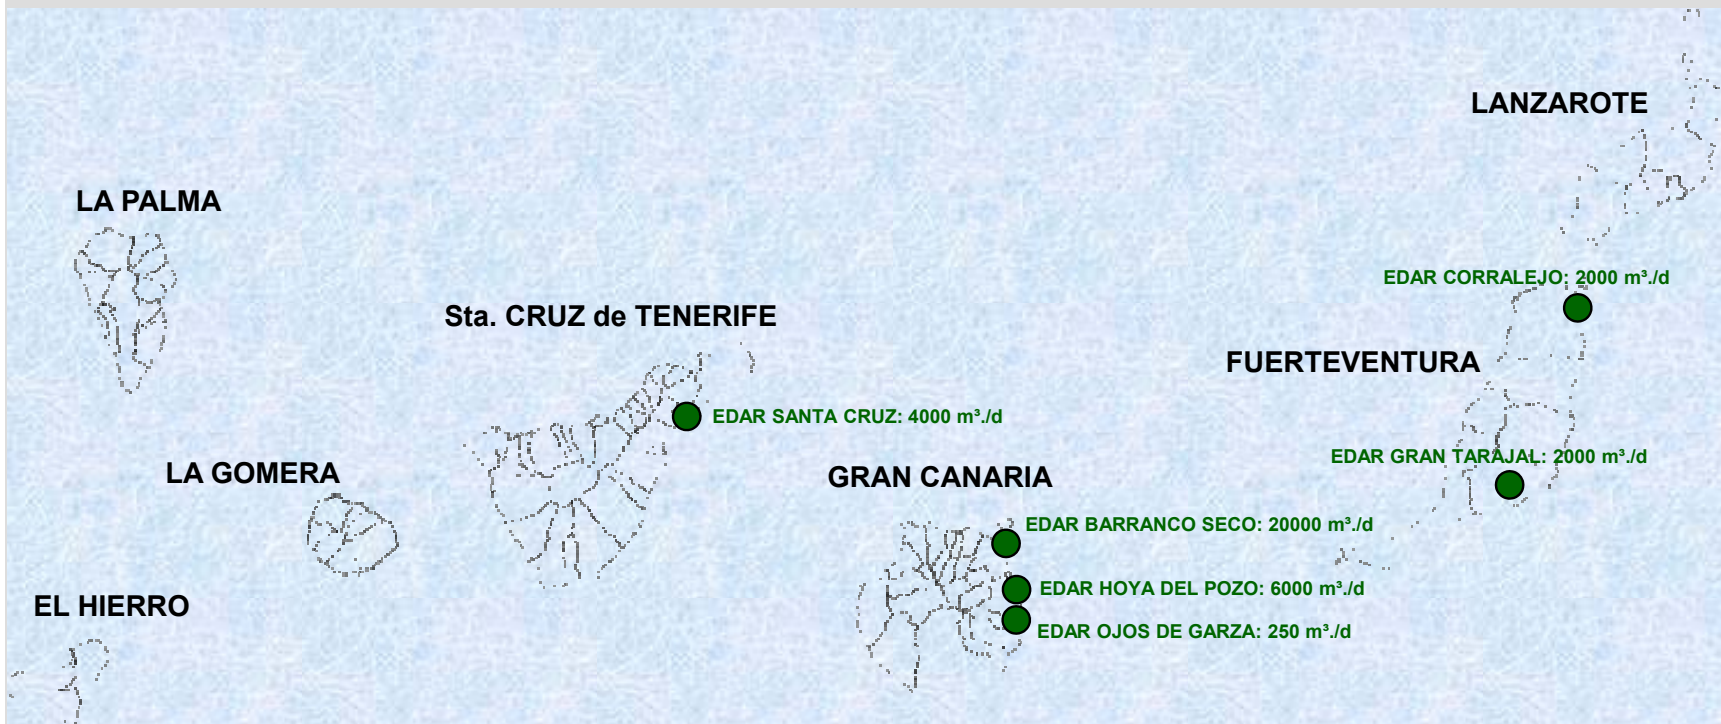 LANZAROTE
LA PALMA
EDAR CORRALEJO: 2000 m³./d
Sta. CRUZ de TENERIFE
FUERTEVENTURA
EDAR SANTA CRUZ: 4000 m³./d
EDAR GRAN TARAJAL: 2000 m³./d
LA GOMERA
GRAN CANARIA
EDAR BARRANCO SECO: 20000 m³./d
EDAR HOYA DEL POZO: 6000 m³./d
EL HIERRO
EDAR OJOS DE GARZA: 250 m³./d